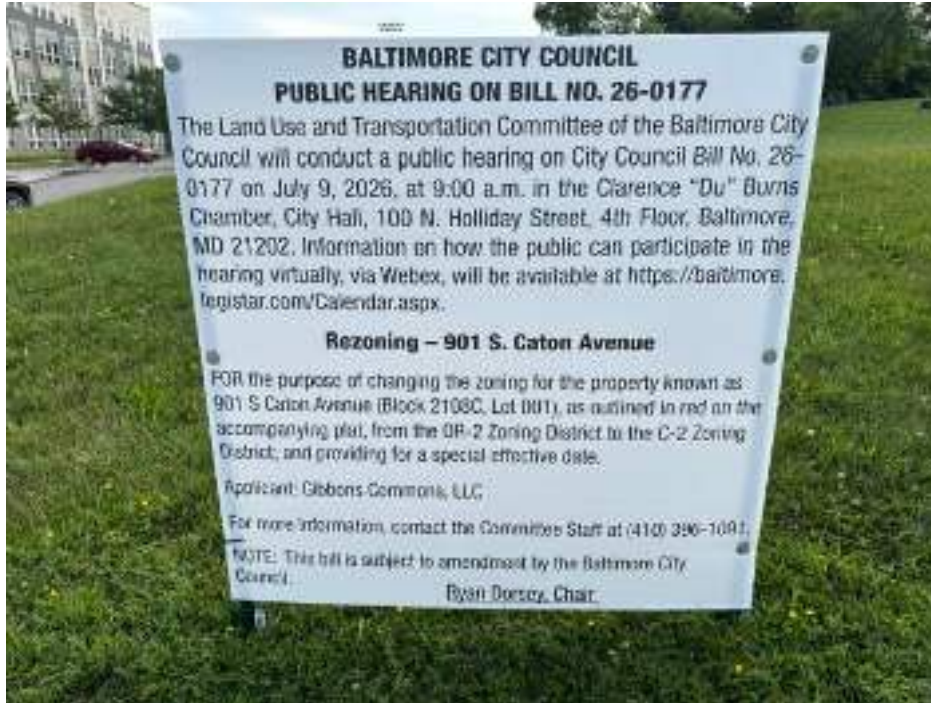 BALTIMORE CITY COUNCIL
PUBLIC HEARING ON BILL NO. 26-0177
The Land Use and Transportation Committee of the Baltimore City
Council will conduct a public hearing on City Council Bill No. 26-
0177 on July 9, 2026, at 9:00 a.m. in the Clarence "Du" Burns
Chamber, City Hall, 100 N. Holliday Street, 4th Floor, Baltimore,
MD 21202. Information on how the public can participate in the
hearing virtually, via Webex, will be available at https://baltimore.
legistar.com/Calendar.aspx.
Rezoning – 901 S. Caton Avenue
FOR the purpose of changing the zoning for the property known as
901 S Caton Avenue (Block 2108C, Lot 001), as outlined in red on the
accompanying plat, from the OR-2 Zoning District to the C-2 Zoning
District; and providing for a special effective date.
Applicant: Gibbons Commons, LLC
For more information, contact the Committee Staff at (410) 396-1091.
NOTE: This bill is subject to amendment by the Baltimore City
Council.
Ryan Dorsey, Chair